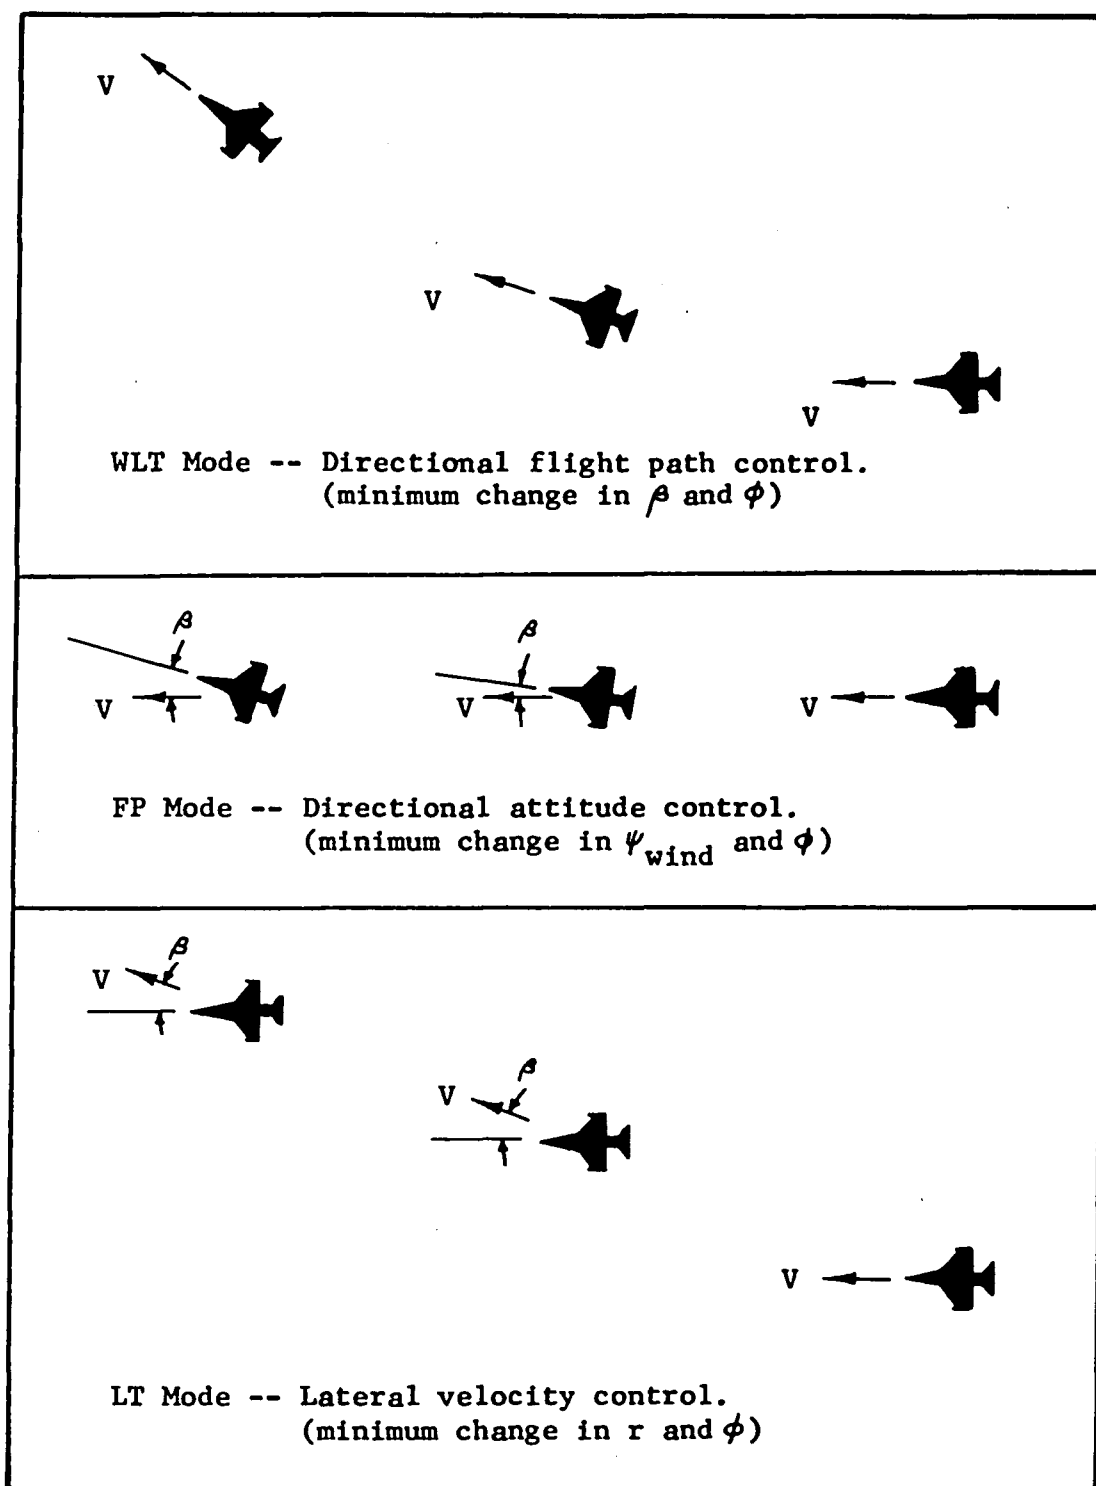 V
V
V
WLT Mode -- Directional flight path control.
(minimum change in β and ϕ)
β
β
V
V
V
FP Mode -- Directional attitude control.
(minimum change in ψwind and ϕ)
β
V
β
V
V
LT Mode -- Lateral velocity control.
(minimum change in r and ϕ)